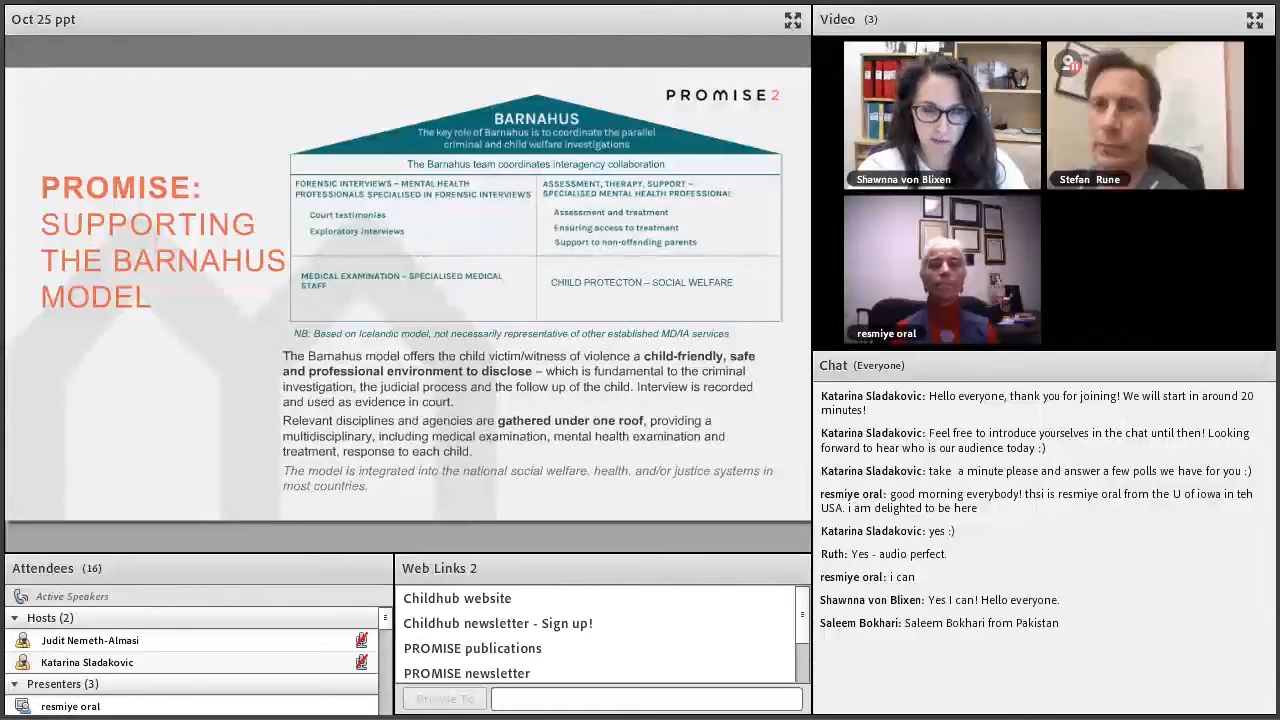 Oct 25 ppt
PROMISE2
PROMISE:
SUPPORTING
THE BARNAHUS
MODEL
BARNAHUS
The key role of Barnahus is to coordinate the parallel
criminal and child welfare investigations
The Barnahus team coordinates interagency collaboration
FORENSIC INTERVIEWS – MENTAL HEALTH
PROFESSIONALS SPECIALISED IN FORENSIC INTERVIEWS
Court testimonies
Exploratory interviews
ASSESSMENT, THERAPY, SUPPORT –
SPECIALISED MENTAL HEALTH PROFESSIONAL
Assessment and treatment
Ensuring access to treatment
Support to non-offending parents
MEDICAL EXAMINATION – SPECIALISED MEDICAL
STAFF
CHILD PROTECTON – SOCIAL WELFARE
NB: Based on Icelandic model, not necessarily representative of other established MD/IA services
The Barnahus model offers the child victim/witness of violence a child-friendly, safe
and professional environment to disclose – which is fundamental to the criminal
investigation, the judicial process and the follow up of the child. Interview is recorded
and used as evidence in court.
Relevant disciplines and agencies are gathered under one roof, providing a
multidisciplinary, including medical examination, mental health examination and
treatment, response to each child.
The model is integrated into the national social welfare, health, and/or justice systems in
most countries.
Video (3)
Shawnna von Blixen
Stefan Rune
resmiye oral
Chat (Everyone)
Katarina Sladakovic: Hello everyone, thank you for joining! We will start in around 20
minutes!
Katarina Sladakovic: Feel free to introduce yourselves in the chat until then! Looking
forward to hear who is our audience today :)
Katarina Sladakovic: take a minute please and answer a few polls we have for you :)
resmiye oral: good morning everybody! thsi is resmiye oral from the U of iowa in teh
USA. i am delighted to be here
Katarina Sladakovic: yes :)
Ruth: Yes - audio perfect.
resmiye oral: i can
Shawnna von Blixen: Yes I can! Hello everyone.
Saleem Bokhari: Saleem Bokhari from Pakistan
Attendees (16)
Active Speakers
Hosts (2)
Judit Nemeth-Almasi
Katarina Sladakovic
Presenters (3)
resmiye oral
Web Links 2
Childhub website
Childhub newsletter - Sign up!
PROMISE publications
PROMISE newsletter
Browse To